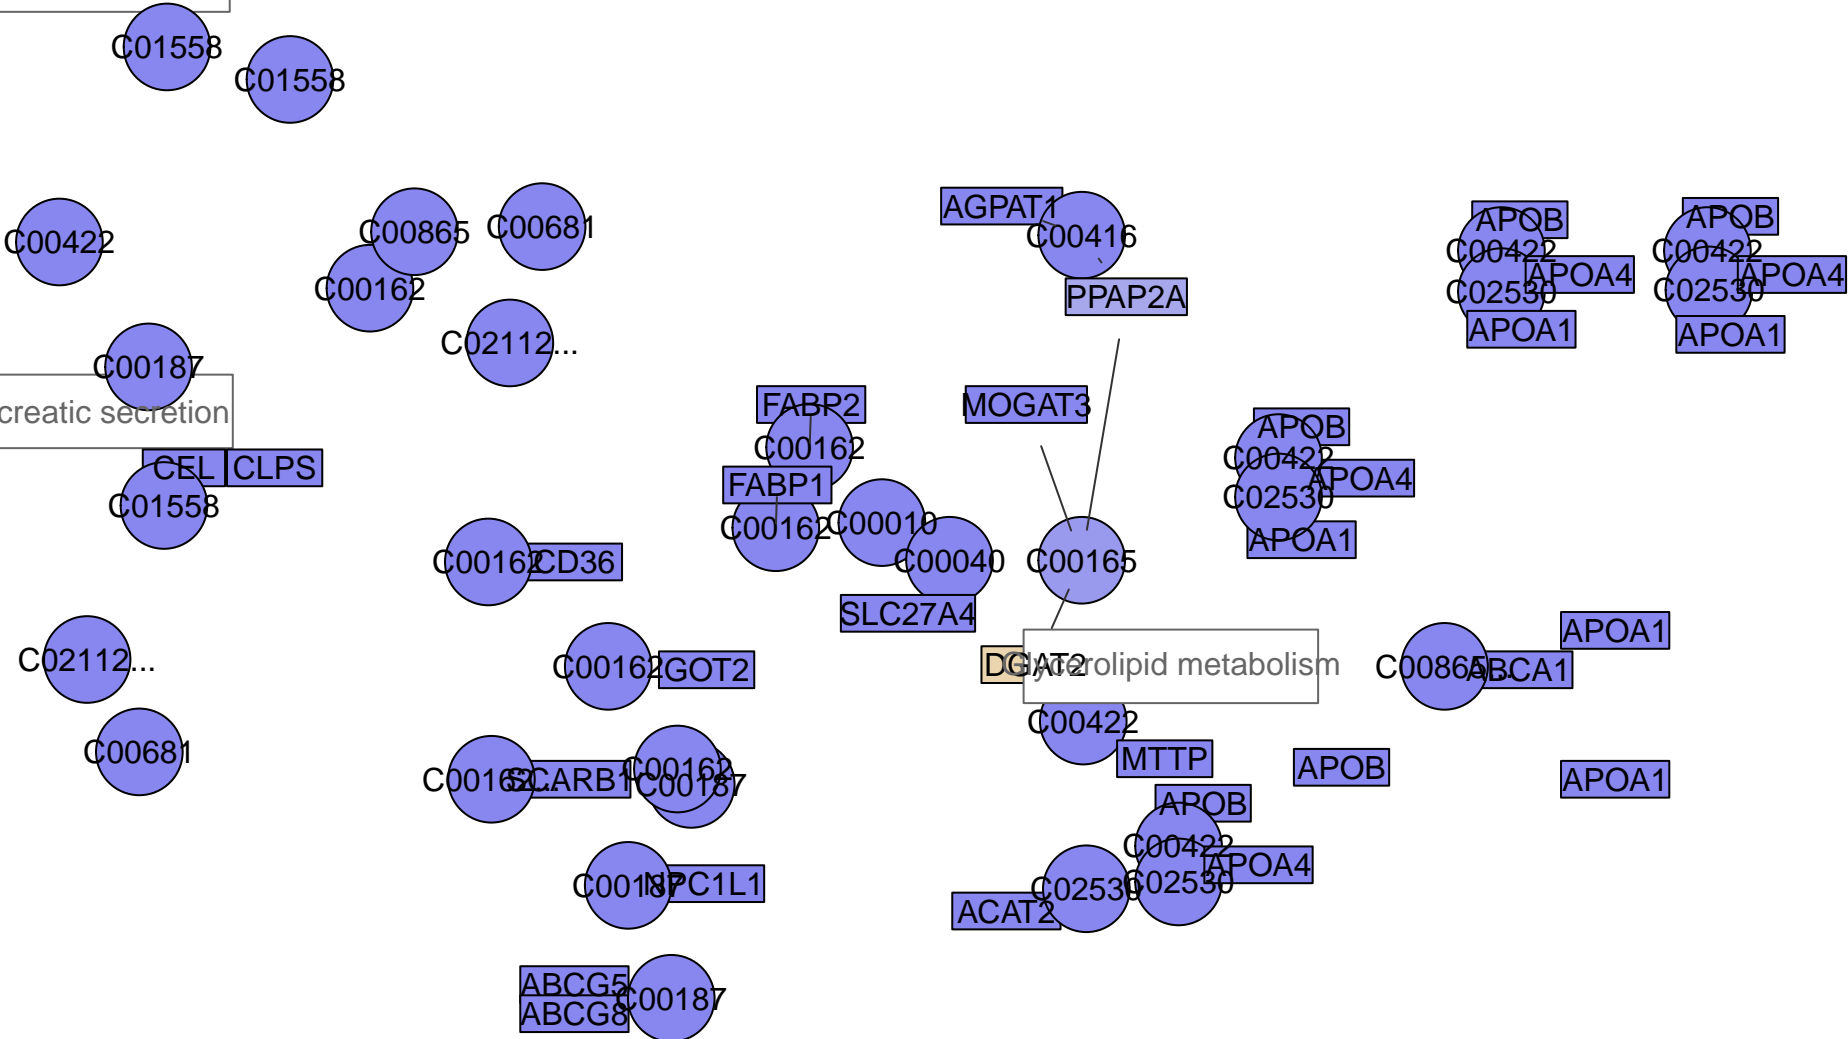 C01558
C01558
C00422
C00865
C00681
C00162
C02112...
C00187
creatic secretion
CEL
CLPS
C01558
C02112...
C00681
AGPAT1
C00416
PPAP2A
MOGAT3
FABP2
C00162
FABP1
C00162
C00010
C00040
C00165
SLC27A4
C00162
CD36
C00162
GOT2
DGAT2
Glycerolipid metabolism
C00422
MTTP
APOB
APOB
C00422
APOA4
C02530
C02530
ACAT2
C00162...
SCARB1
C00162
C00187
C00187
NPC1L1
ABCG5
ABCG8
C00187
APOB
C00422
APOA4
C02530
APOA1
APOB
C00422
APOA4
C02530
APOA1
APOB
C00422
APOA4
C02530
APOA1
APOA1
C00865...
ABCA1
APOA1